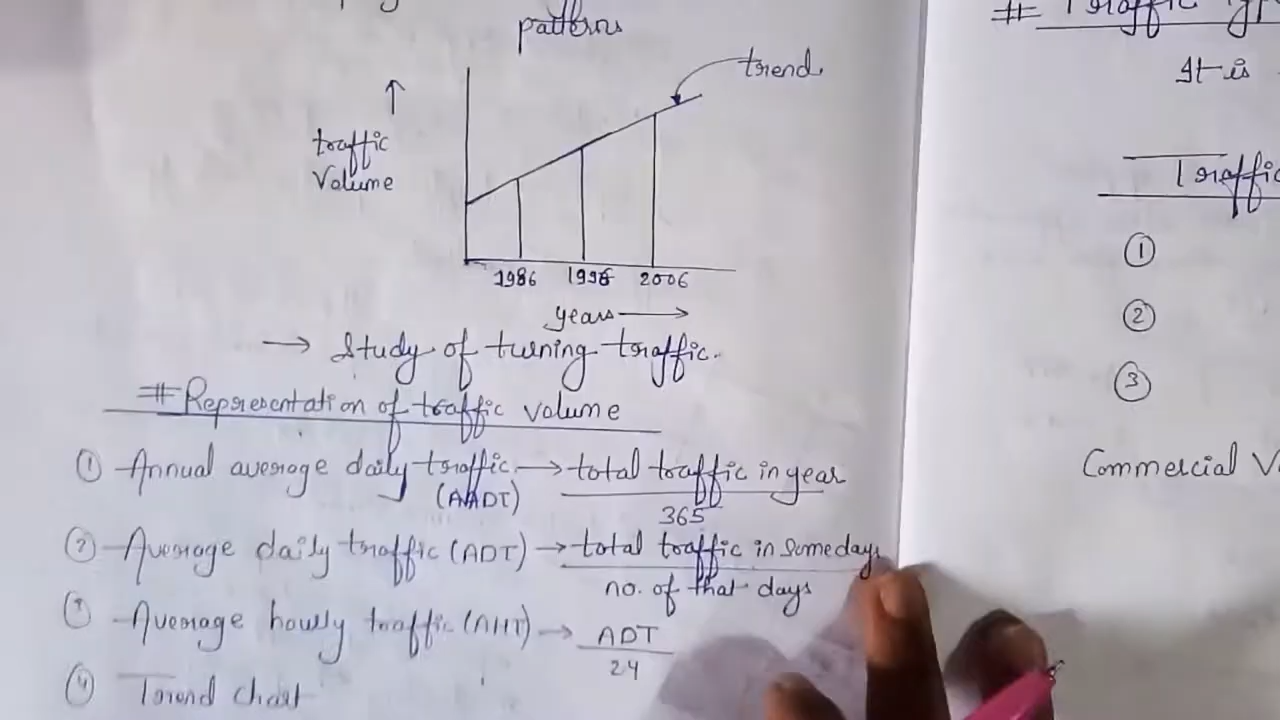 patterns
trend
↑
traffic
Volume
1986 1996 2006
years →
→ Study of turning traffic.
# Representation of traffic volume
① Annual average daily traffic → total traffic in year
(AADT) 365
② Average daily traffic (ADT) → total traffic in some days
no. of that days
③ Average hourly traffic (AHT) → ADT
24
④ Trend chart
# Traffic
It is
Traffic
①
②
③
Commercial V